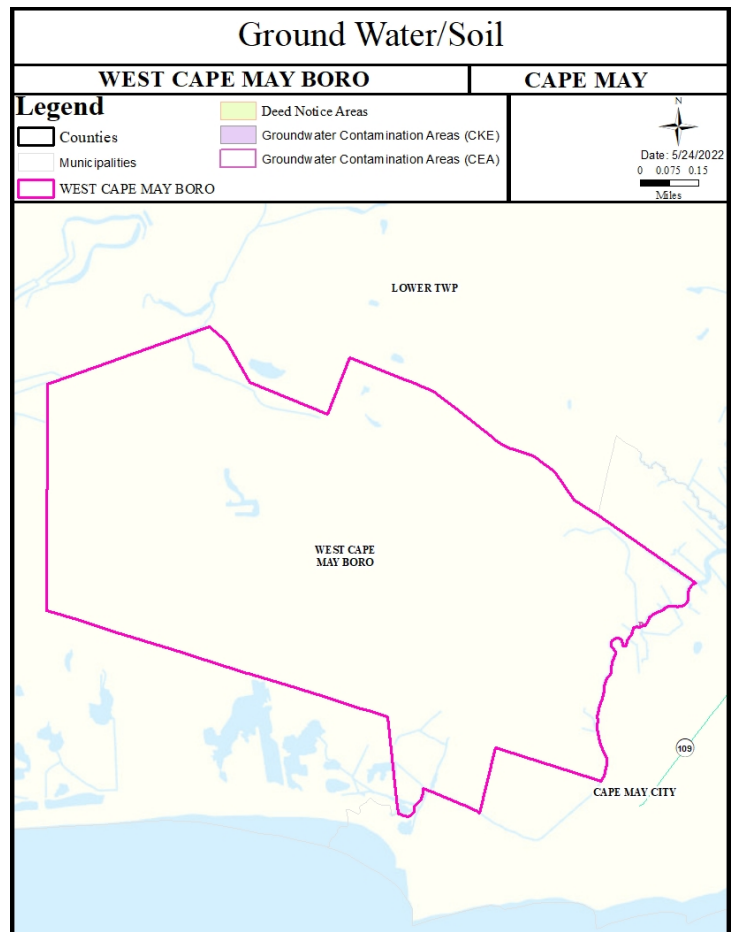 Ground Water/Soil
WEST CAPE MAY BORO
CAPE MAY
Legend
Counties
Municipalities
WEST CAPE MAY BORO
Deed Notice Areas
Groundwater Contamination Areas (CKE)
Groundwater Contamination Areas (CEA)
N
Date: 5/24/2022
0 0.075 0.15
Miles
LOWER TWP
WEST CAPE
MAY BORO
109
CAPE MAY CITY